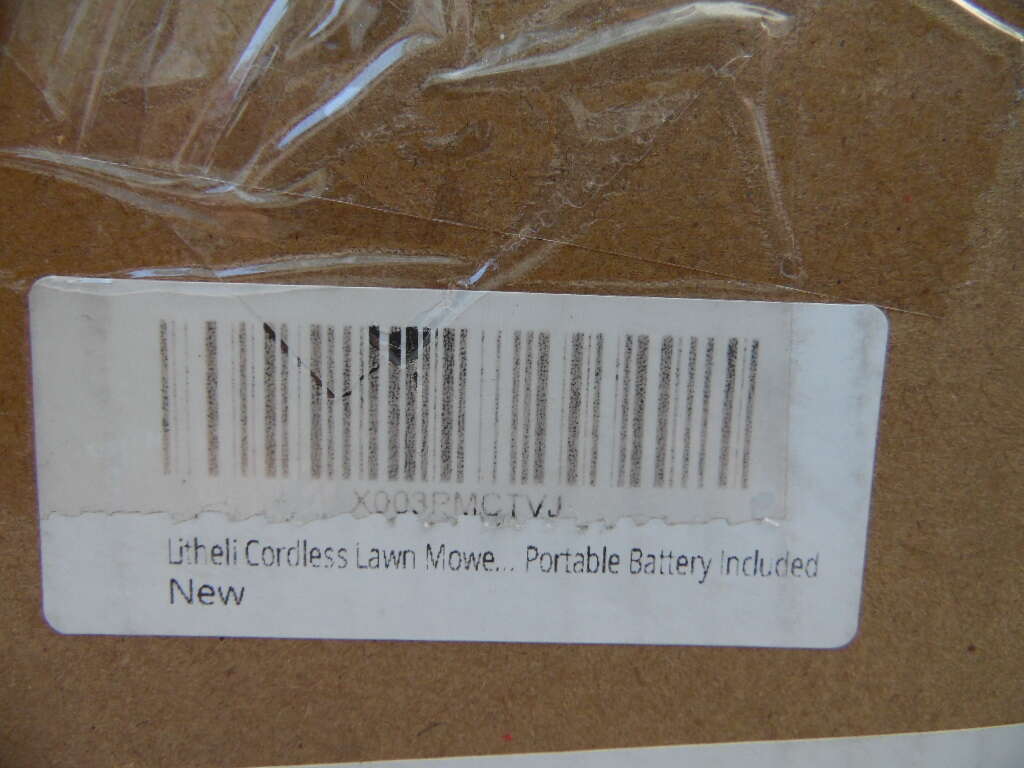 X003PMCTVJ
Litheli Cordless Lawn Mowe... Portable Battery Included
New